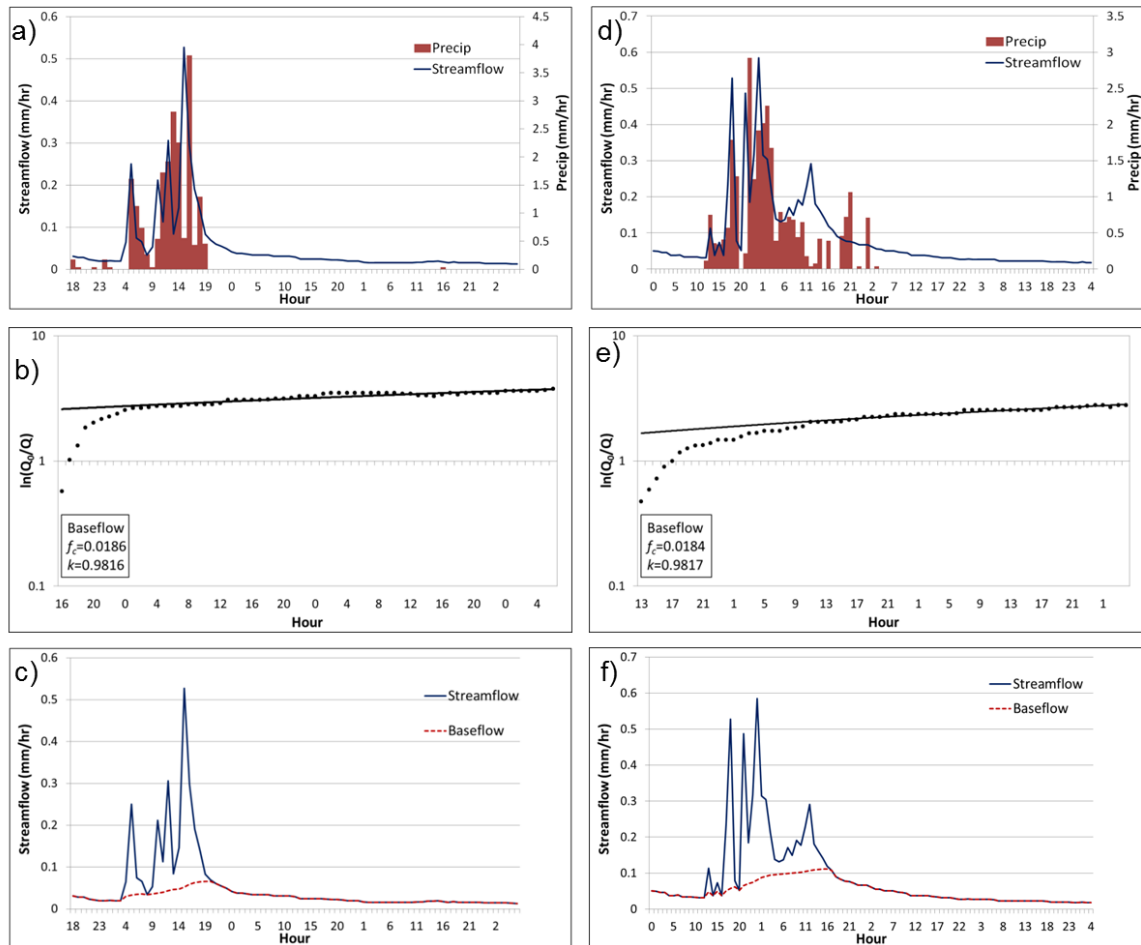 a)
0.6
0.5
0.4
0.3
0.2
0.1
0
Streamflow (mm/hr)
4.5
4
3.5
3
2.5
2
1.5
1
0.5
0
Precip (mm/hr)
Precip
Streamflow
18 23 4 9 14 19 0 5 10 15 20 1 6 11 16 21 2
Hour
d)
0.7
0.6
0.5
0.4
0.3
0.2
0.1
0
Streamflow (mm/hr)
3.5
3
2.5
2
1.5
1
0.5
0
Precip (mm/hr)
Precip
Streamflow
0 5 10 15 20 1 6 11 16 21 2 7 12 17 22 3 8 13 18 23 4
Hour
b)
10
1
0.1
ln(Q₀/Q)
Baseflow
f_c=0.0186
k=0.9816
16 20 0 4 8 12 16 20 0 4 8 12 16 20 0 4
Hour
e)
10
1
0.1
ln(Q₀/Q)
Baseflow
f_c=0.0184
k=0.9817
13 17 21 1 5 9 13 17 21 1 5 9 13 17 21 1
Hour
c)
0.6
0.5
0.4
0.3
0.2
0.1
0
Streamflow (mm/hr)
Streamflow
Baseflow
18 23 4 9 14 19 0 5 10 15 20 1 6 11 16 21 2
Hour
f)
0.7
0.6
0.5
0.4
0.3
0.2
0.1
0
Streamflow (mm/hr)
Streamflow
Baseflow
0 5 10 15 20 1 6 11 16 21 2 7 12 17 22 3 8 13 18 23 4
Hour